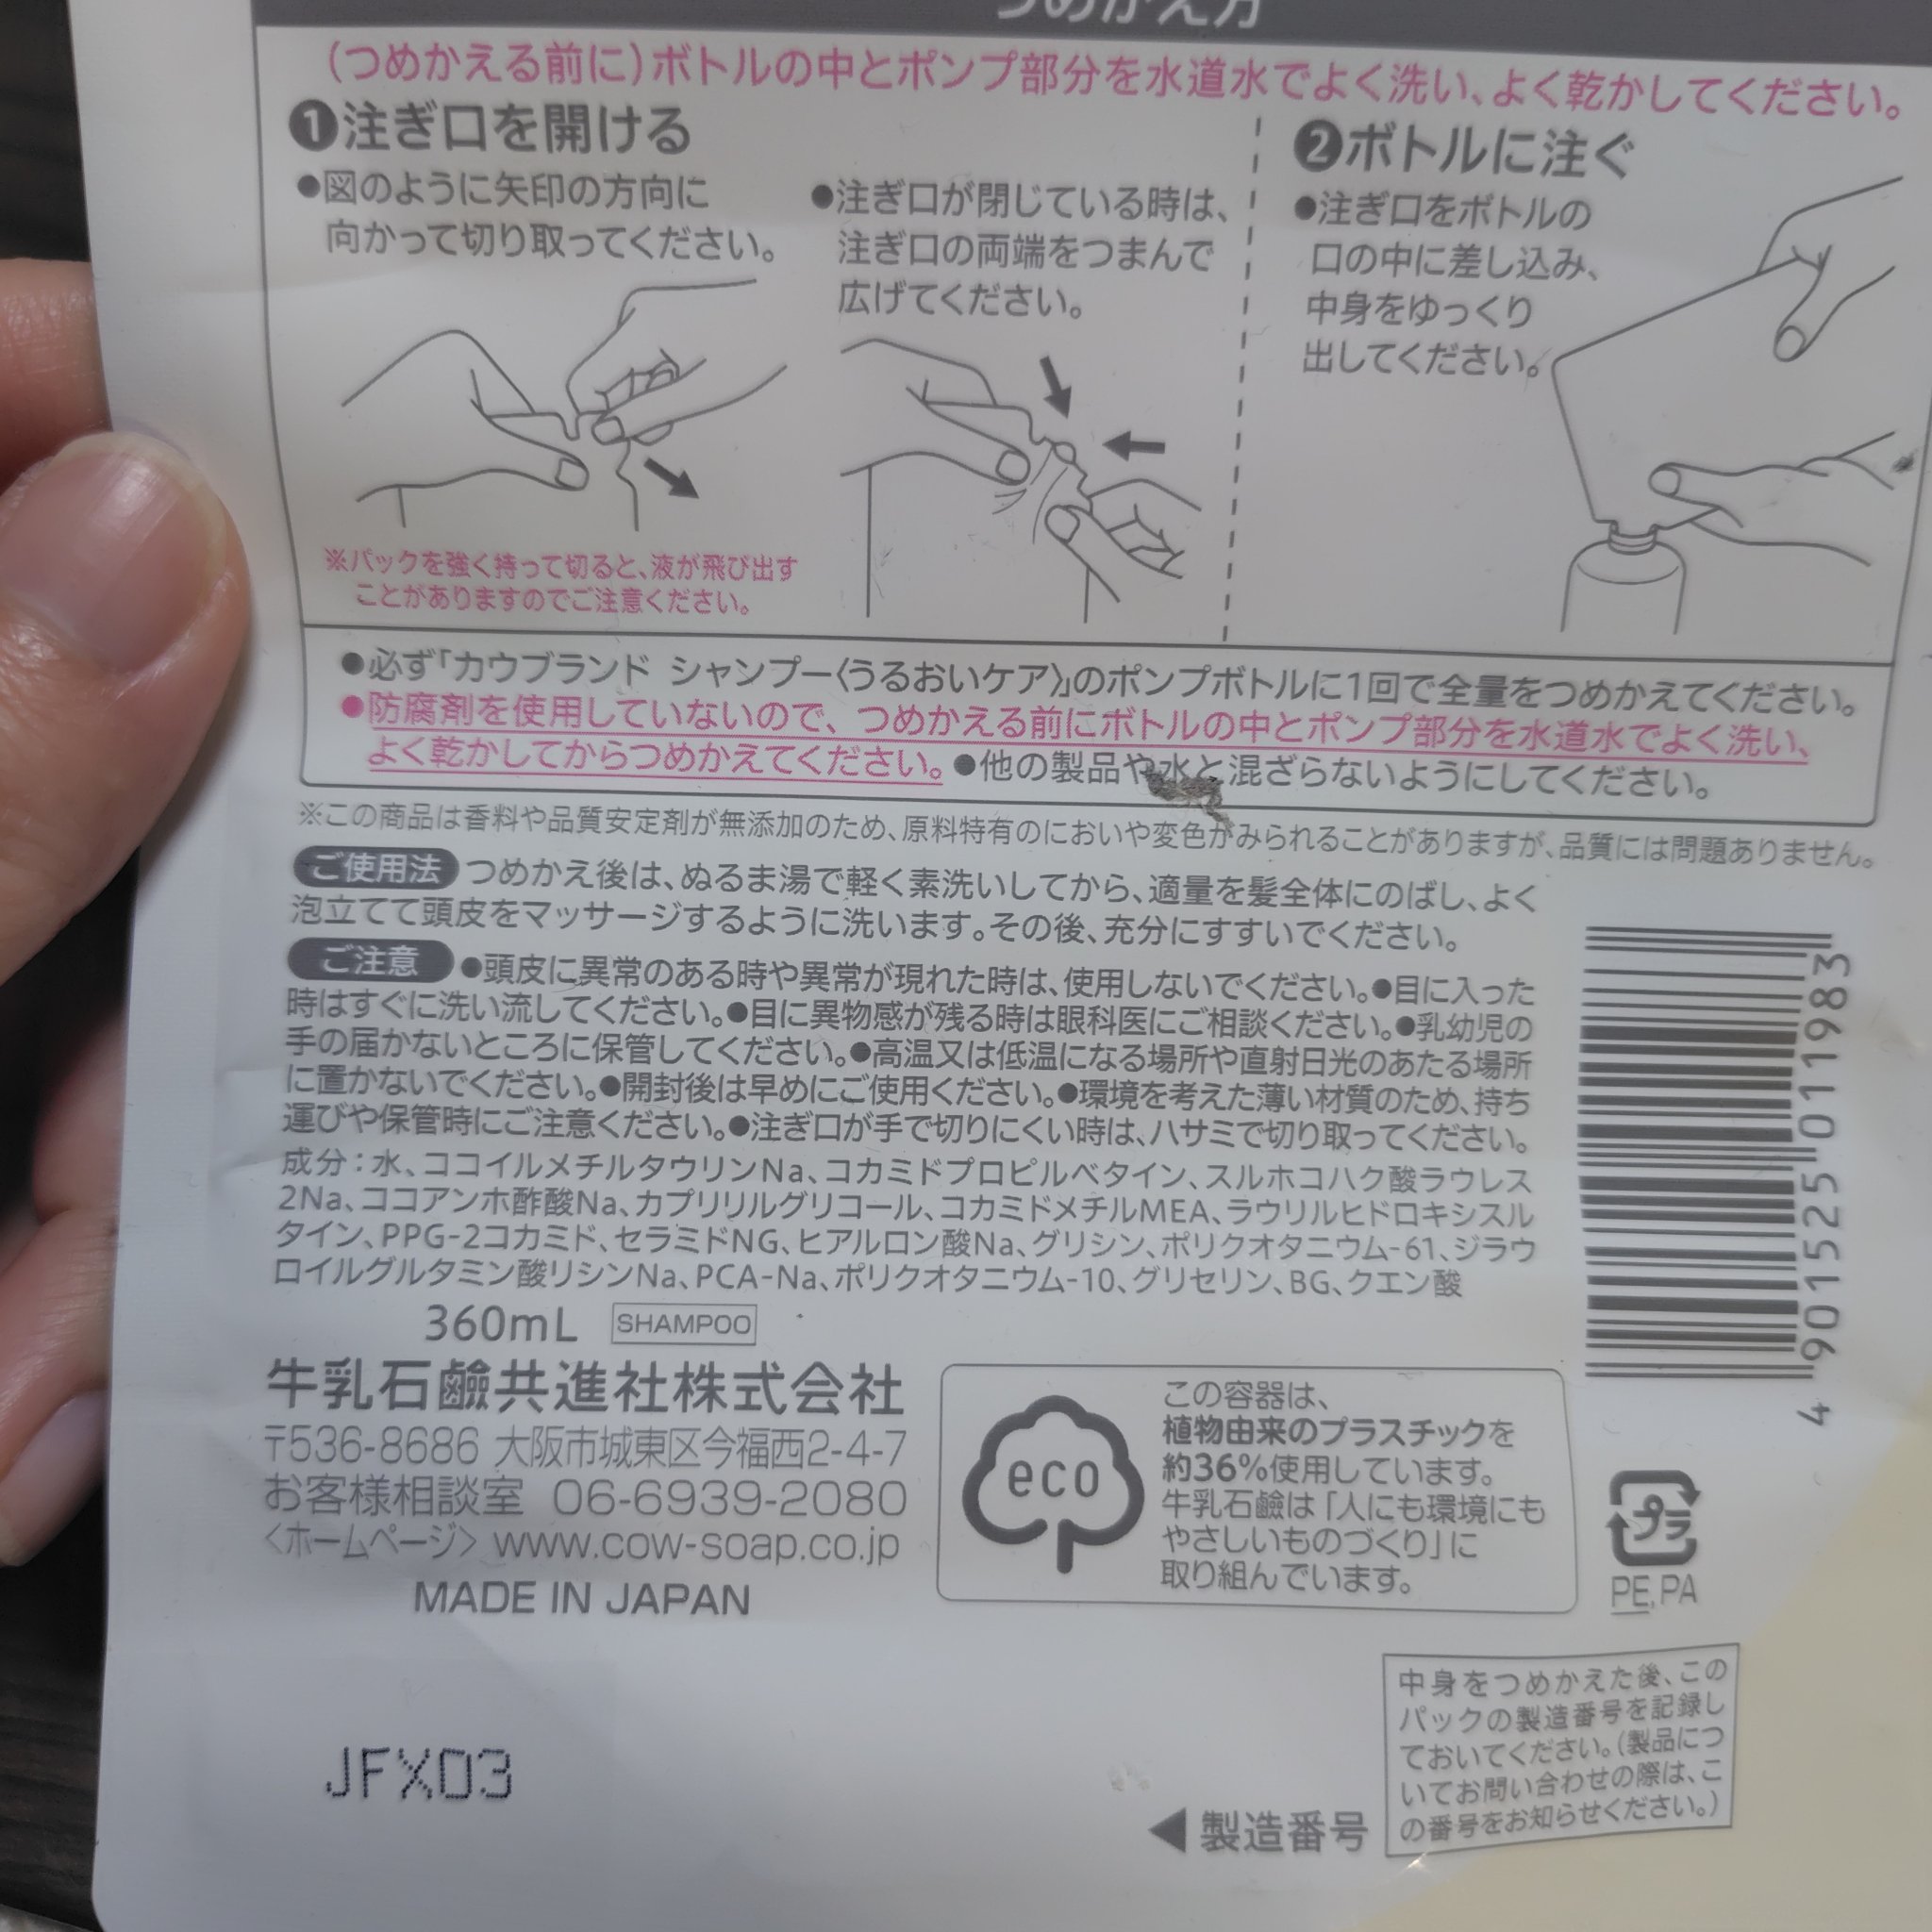 つめかえ方
(つめかえる前に)ボトルの中とポンプ部分を水道水でよく洗い、よく乾かしてください。
❶注ぎ口を開ける
●図のように矢印の方向に
向かって切り取ってください。
●注ぎ口が閉じている時は、
注ぎ口の両端をつまんで
広げてください。
※パックを強く持って切ると、液が飛び出す
ことがありますのでご注意ください。
❷ボトルに注ぐ
●注ぎ口をボトルの
口の中に差し込み、
中身をゆっくり
出してください。
●必ず「カウブランド シャンプー〈うるおいケア〉」のポンプボトルに1回で全量をつめかえてください。
●防腐剤を使用していないので、つめかえる前にボトルの中とポンプ部分を水道水でよく洗い、
よく乾かしてからつめかえてください。●他の製品や水と混ざらないようにしてください。
※この商品は香料や品質安定剤が無添加のため、原料特有のにおいや変色がみられることがありますが、品質には問題ありません。
ご使用法 つめかえ後は、ぬるま湯で軽く素洗いしてから、適量を髪全体にのばし、よく
泡立てて頭皮をマッサージするように洗います。その後、充分にすすいでください。
ご注意 ●頭皮に異常のある時や異常が現れた時は、使用しないでください。●目に入った
時はすぐに洗い流してください。●目に異物感が残る時は眼科医にご相談ください。●乳幼児の
手の届かないところに保管してください。●高温又は低温になる場所や直射日光のあたる場所
に置かないでください。●開封後は早めにご使用ください。●環境を考えた薄い材質のため、持ち
運びや保管時にご注意ください。●注ぎ口が手で切りにくい時は、ハサミで切り取ってください。
成分：水、ココイルメチルタウリンNa、コカミドプロピルベタイン、スルホコハク酸ラウレス
2Na、ココアンホ酢酸Na、カプリリルグリコール、コカミドメチルMEA、ラウリルヒドロキシスル
タイン、PPG-2コカミド、セラミドNG、ヒアルロン酸Na、グリシン、ポリクオタニウム-61、ジラウ
ロイルグルタミン酸リシンNa、PCA-Na、ポリクオタニウム-10、グリセリン、BG、クエン酸
360mL SHAMPOO
牛乳石鹼共進社株式会社
〒536-8686 大阪市城東区今福西2-4-7
お客様相談室 06-6939-2080
〈ホームページ〉www.cow-soap.co.jp
MADE IN JAPAN
eco
この容器は、
植物由来のプラスチックを
約36%使用しています。
牛乳石鹼は「人にも環境にも
やさしいものづくり」に
取り組んでいます。
4 901525 011983
プラ
PE,PA
中身をつめかえた後、この
パックの製造番号を記録し
ておいてください。(製品につ
いてお問い合わせの際は、こ
の番号をお知らせください。)
◀製造番号
JFX03